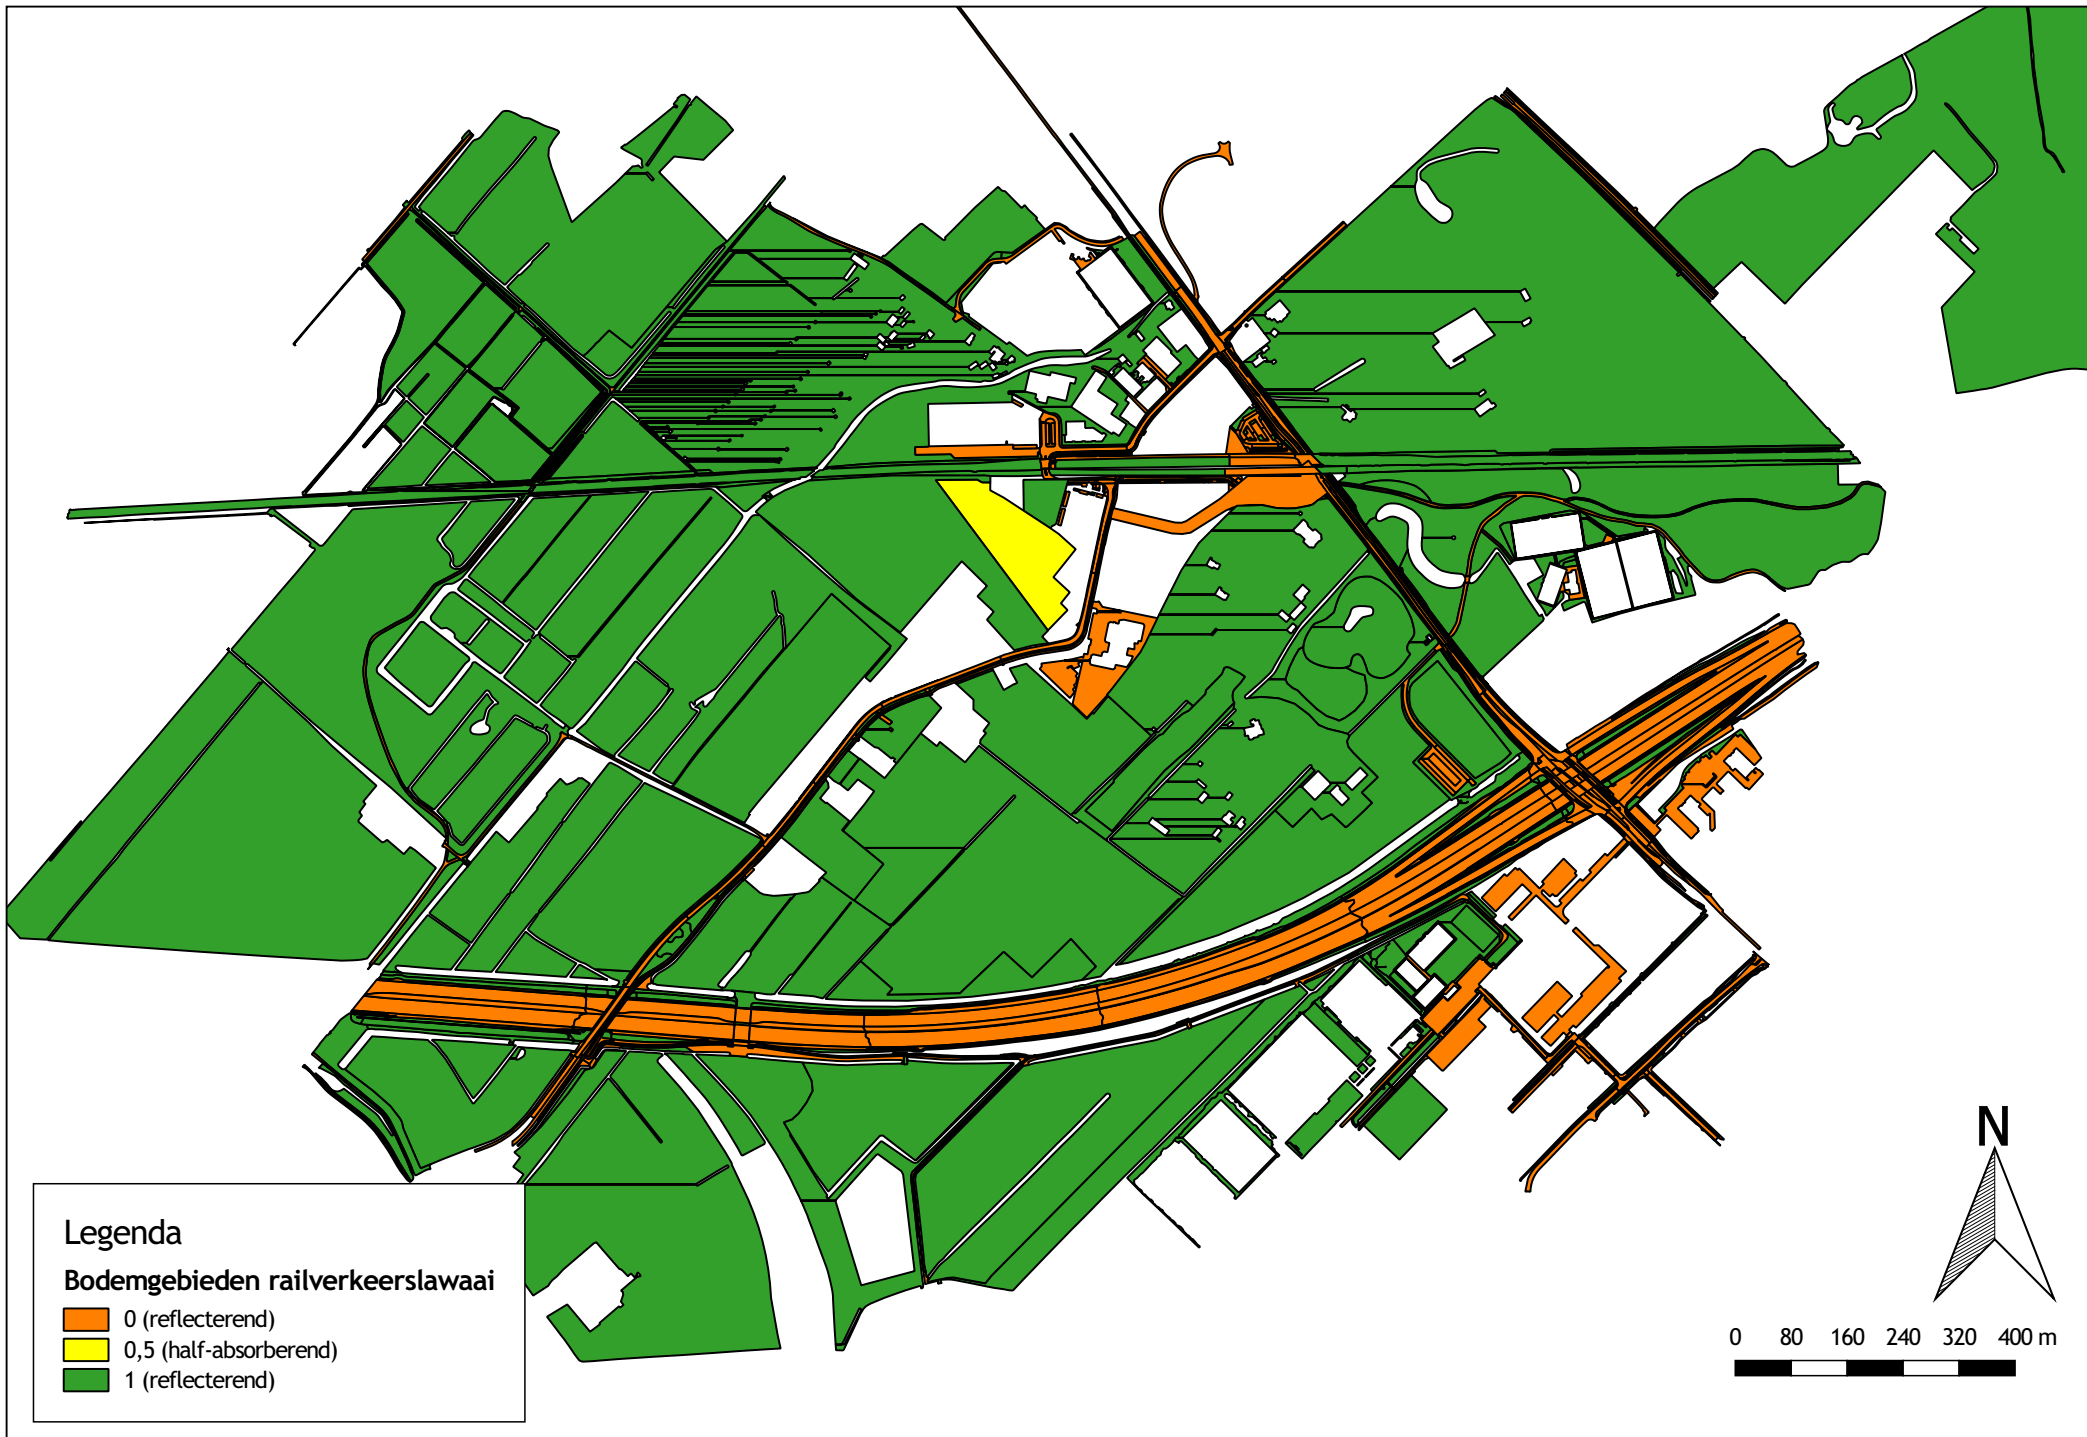 N
Legenda
Bodemgebieden railverkeerslawaai
0 (reflecterend)
0,5 (half-absorberend)
1 (reflecterend)
0 80 160 240 320 400 m